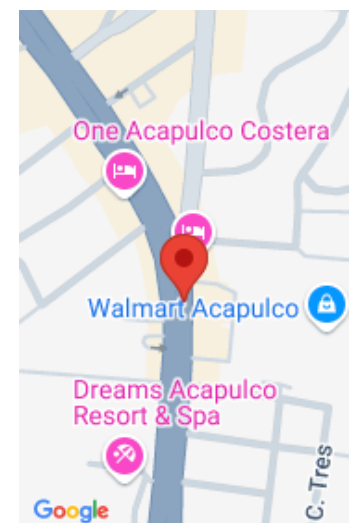 One Acapulco Costera
Walmart Acapulco
Dreams Acapulco
Resort & Spa
C. Tres
Google